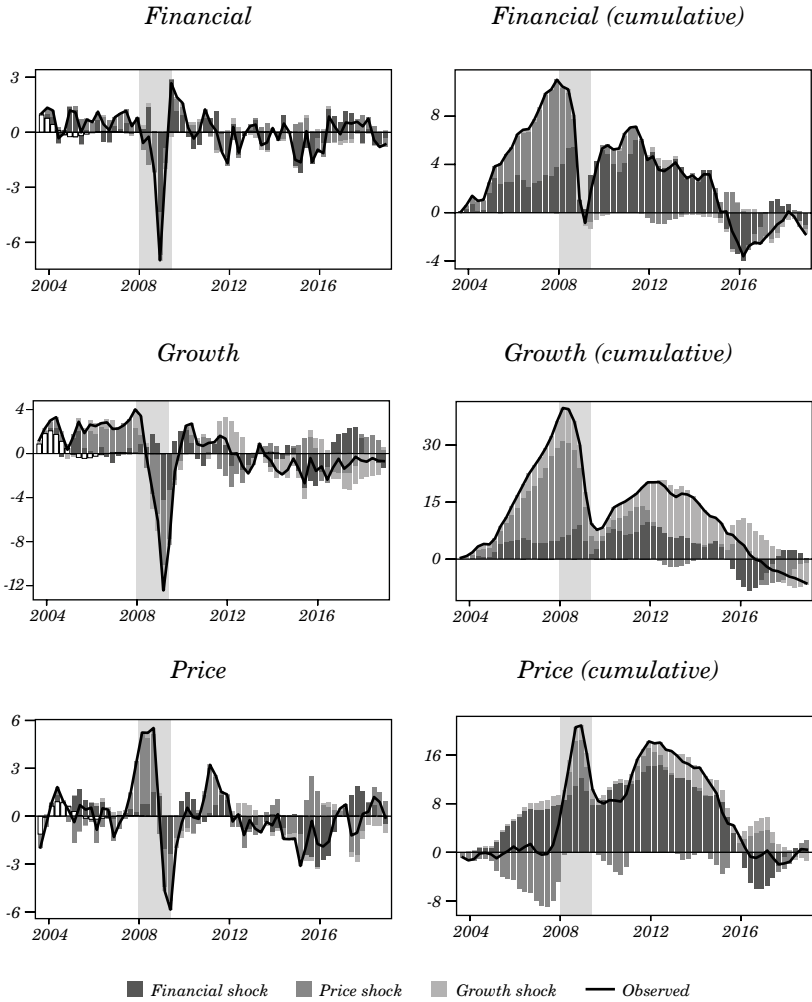 Financial
Financial (cumulative)
3
0
-3
-6
2004 2008 2012 2016
8
4
0
-4
2004 2008 2012 2016
Growth
Growth (cumulative)
4
0
-4
-8
-12
2004 2008 2012 2016
30
15
0
2004 2008 2012 2016
Price
Price (cumulative)
6
3
0
-3
-6
2004 2008 2012 2016
16
8
0
-8
2004 2008 2012 2016
Financial shock Price shock Growth shock Observed